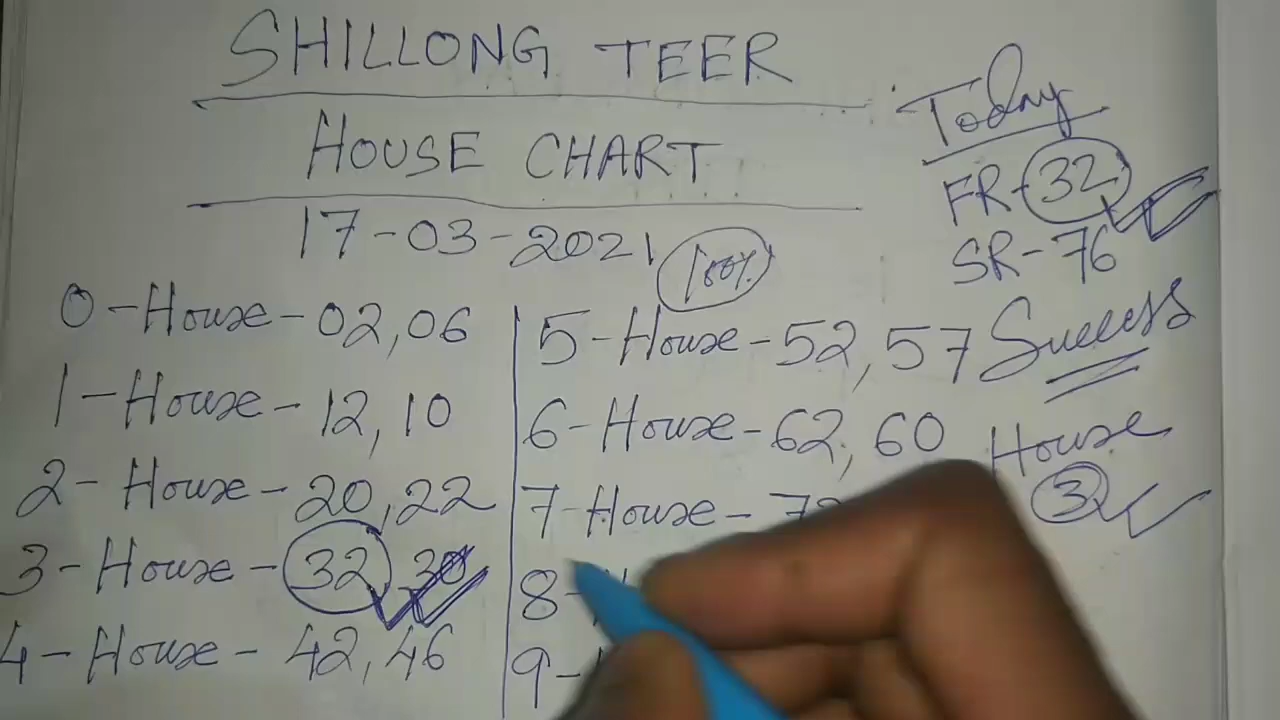 SHILLONG TEER
HOUSE CHART
17-03-2021
100%
0-House-02,06
1-House-12,10
2-House-20,22
3-House-32,30
4-House-42,46
5-House-52,57
6-House-62,60
7-House-
8-
9-
Today
FR-32
SR-76
Success
House
3